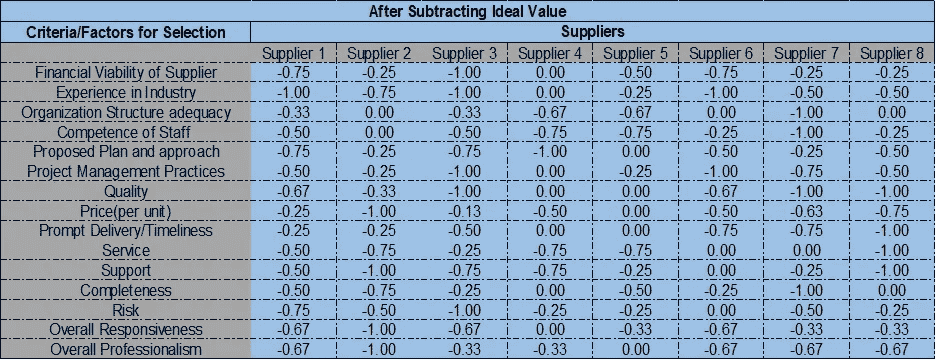 After Subtracting Ideal Value
Criteria/Factors for Selection Suppliers
Supplier 1 Supplier 2 Supplier 3 Supplier 4 Supplier 5 Supplier 6 Supplier 7 Supplier 8
Financial Viability of Supplier -0.75 -0.25 -1.00 0.00 -0.50 -0.75 -0.25 -0.25
Experience in Industry -1.00 -0.75 -1.00 0.00 -0.25 -1.00 -0.50 -0.50
Organization Structure adequacy -0.33 0.00 -0.33 -0.67 -0.67 0.00 -1.00 0.00
Competence of Staff -0.50 0.00 -0.50 -0.75 -0.75 -0.25 -1.00 -0.25
Proposed Plan and approach -0.75 -0.25 -0.75 -1.00 0.00 -0.50 -0.25 -0.50
Project Management Practices -0.50 -0.25 -1.00 0.00 -0.25 -1.00 -0.75 -0.50
Quality -0.67 -0.33 -1.00 0.00 0.00 -0.67 -1.00 -1.00
Price(per unit) -0.25 -1.00 -0.13 -0.50 0.00 -0.50 -0.63 -0.75
Prompt Delivery/Timeliness -0.25 -0.25 -0.50 0.00 0.00 -0.75 -0.75 -1.00
Service -0.50 -0.75 -0.25 -0.75 -0.75 0.00 0.00 -1.00
Support -0.50 -1.00 -0.75 -0.75 -0.25 0.00 -0.25 -1.00
Completeness -0.50 -0.75 -0.25 0.00 -0.50 -0.25 -1.00 0.00
Risk -0.75 -0.50 -1.00 -0.25 -0.25 0.00 -0.50 -0.25
Overall Responsiveness -0.67 -1.00 -0.67 0.00 -0.33 -0.67 -0.33 -0.33
Overall Professionalism -0.67 -1.00 -0.33 -0.33 0.00 -0.67 -0.67 -0.67